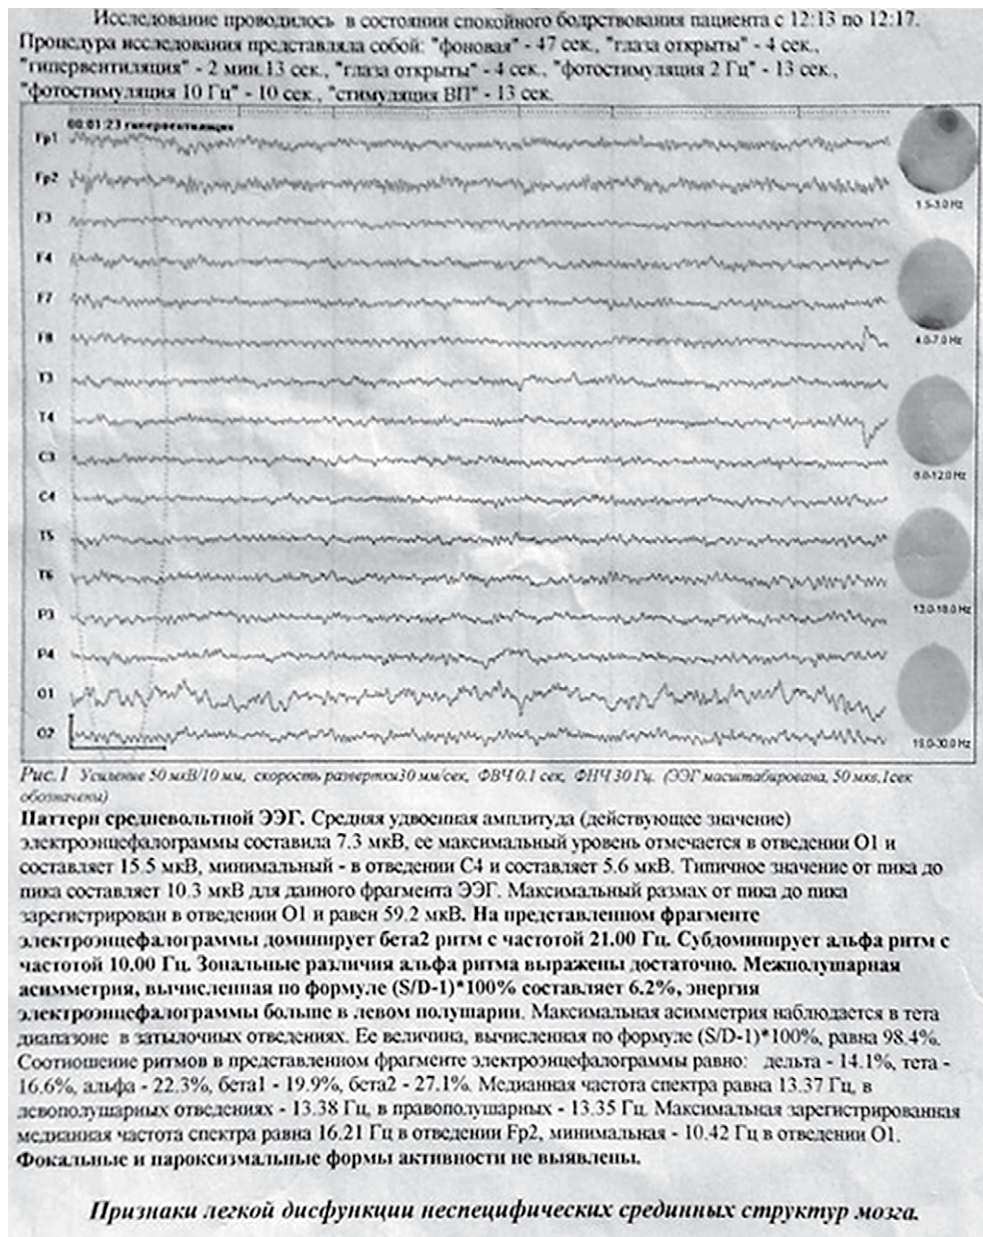 Исследование проводилось в состоянии спокойного бодрствования пациента с 12:13 по 12:17.
Процедура исследования представляла собой: "фоновая" - 47 сек., "глаза открыты" - 4 сек.,
"гипервентиляция" - 2 мин.13 сек., "глаза открыты" - 4 сек., "фотостимуляция 2 Гц" - 13 сек.,
"фотостимуляция 10 Гц" - 10 сек., "стимуляция ВП" - 13 сек.
00:01:23 гипервентиляция
Fp1
Fp2
1.5-3.0 Hz
F3
F4
F7
F8
4.0-7.0 Hz
T3
T4
C3
8.0-12.0 Hz
C4
T5
T6
P3
13.0-18.0 Hz
P4
O1
O2
19.0-30.0 Hz
Рис.1 Усиление 50 мкВ/10 мм, скорость развертки30 мм/сек, ФВЧ 0.1 сек, ФНЧ 30 Гц. (ЭЭГ масштабирована, 50 мкв,1сек
обозначены)
Паттерн средневольтной ЭЭГ. Средняя удвоенная амплитуда (действующее значение)
электроэнцефалограммы составила 7.3 мкВ, ее максимальный уровень отмечается в отведении O1 и
составляет 15.5 мкВ, минимальный - в отведении C4 и составляет 5.6 мкВ. Типичное значение от пика до
пика составляет 10.3 мкВ для данного фрагмента ЭЭГ. Максимальный размах от пика до пика
зарегистрирован в отведении O1 и равен 59.2 мкВ. На представленном фрагменте
электроэнцефалограммы доминирует бета2 ритм с частотой 21.00 Гц. Субдоминирует альфа ритм с
частотой 10.00 Гц. Зональные различия альфа ритма выражены достаточно. Межполушарная
асимметрия, вычисленная по формуле (S/D-1)*100% составляет 6.2%, энергия
электроэнцефалограммы больше в левом полушарии. Максимальная асимметрия наблюдается в тета
диапазоне в затылочных отведениях. Ее величина, вычисленная по формуле (S/D-1)*100%, равна 98.4%.
Соотношение ритмов в представленном фрагменте электроэнцефалограммы равно: дельта - 14.1%, тета -
16.6%, альфа - 22.3%, бета1 - 19.9%, бета2 - 27.1%. Медианная частота спектра равна 13.37 Гц, в
левополушарных отведениях - 13.38 Гц, в правополушарных - 13.35 Гц. Максимальная зарегистрированная
медианная частота спектра равна 16.21 Гц в отведении Fp2, минимальная - 10.42 Гц в отведении O1.
Фокальные и пароксизмальные формы активности не выявлены.
Признаки легкой дисфункции неспецифических срединных структур мозга.